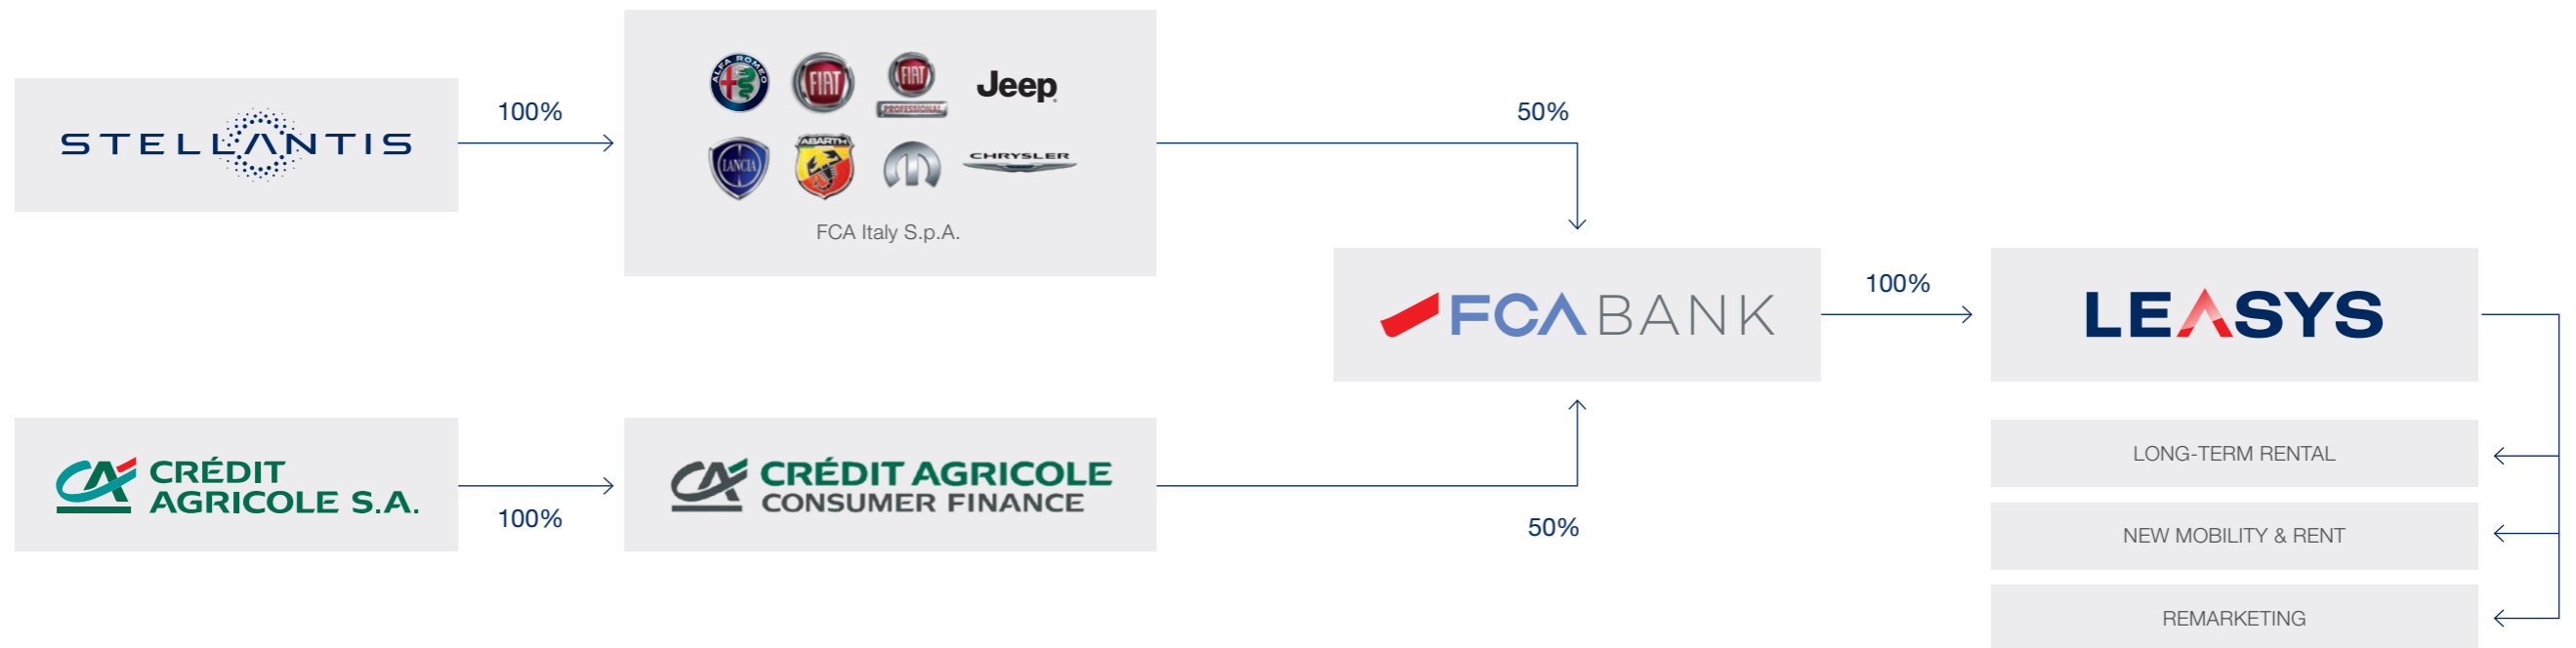 STELLANTIS
100%
ALFA ROMEO
FIAT
FIAT
PROFESSIONAL
Jeep
LANCIA
ABARTH
CHRYSLER
FCA Italy S.p.A.
50%
CRÉDIT
AGRICOLE S.A.
100%
CRÉDIT AGRICOLE
CONSUMER FINANCE
50%
FCA BANK
100%
LEASYS
LONG-TERM RENTAL
NEW MOBILITY & RENT
REMARKETING